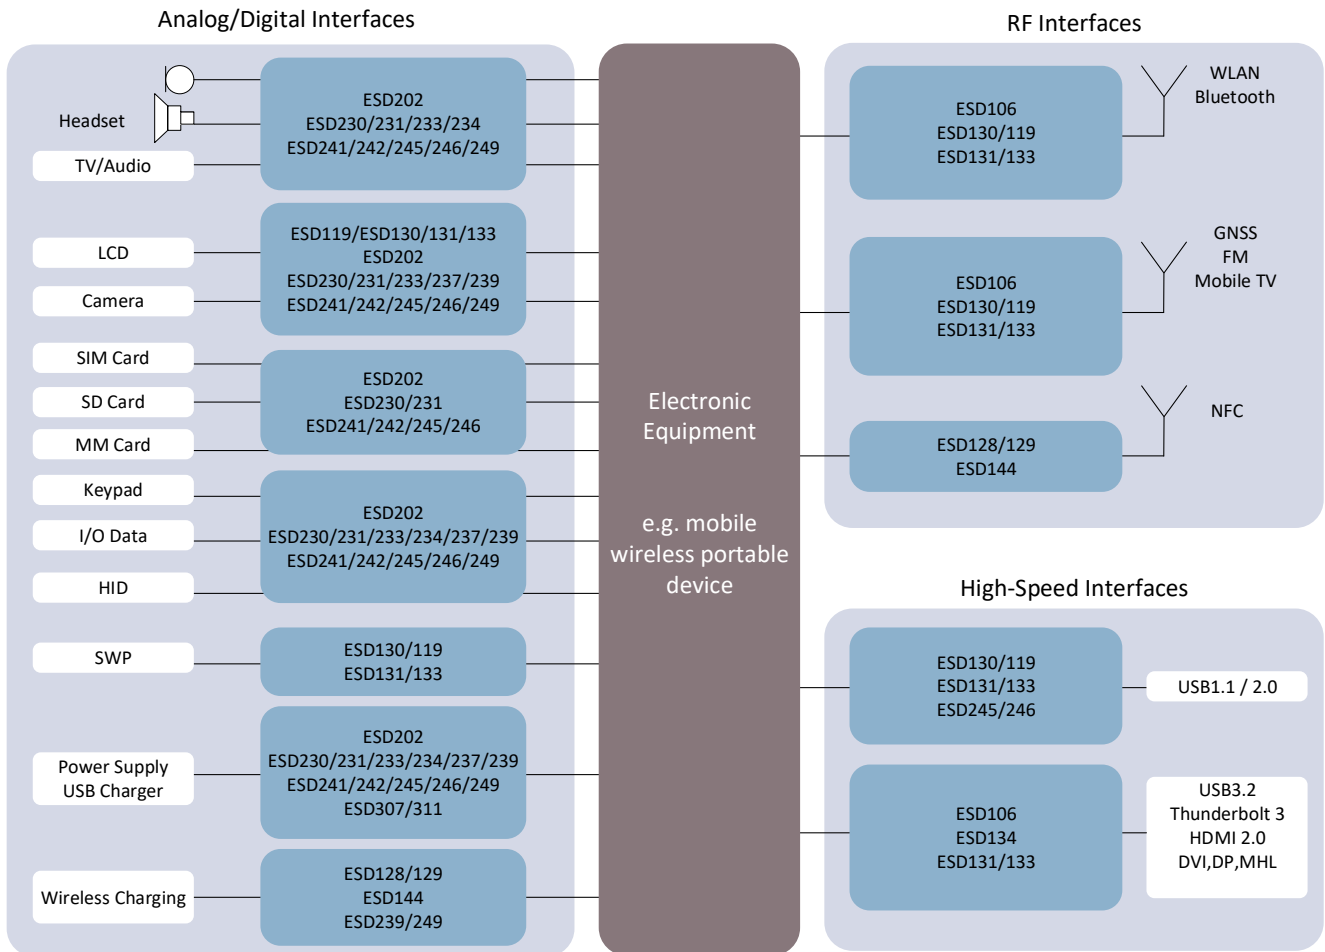 Analog/Digital Interfaces
Headset
TV/Audio
ESD202
ESD230/231/233/234
ESD241/242/245/246/249
LCD
Camera
ESD119/ESD130/131/133
ESD202
ESD230/231/233/237/239
ESD241/242/245/246/249
SIM Card
SD Card
MM Card
ESD202
ESD230/231
ESD241/242/245/246
Keypad
I/O Data
HID
ESD202
ESD230/231/233/234/237/239
ESD241/242/245/246/249
SWP
ESD130/119
ESD131/133
Power Supply
USB Charger
ESD202
ESD230/231/233/234/237/239
ESD241/242/245/246/249
ESD307/311
Wireless Charging
ESD128/129
ESD144
ESD239/249
Electronic
Equipment
e.g. mobile
wireless portable
device
RF Interfaces
ESD106
ESD130/119
ESD131/133
WLAN
Bluetooth
ESD106
ESD130/119
ESD131/133
GNSS
FM
Mobile TV
ESD128/129
ESD144
NFC
High-Speed Interfaces
ESD130/119
ESD131/133
ESD245/246
USB1.1 / 2.0
ESD106
ESD134
ESD131/133
USB3.2
Thunderbolt 3
HDMI 2.0
DVI,DP,MHL